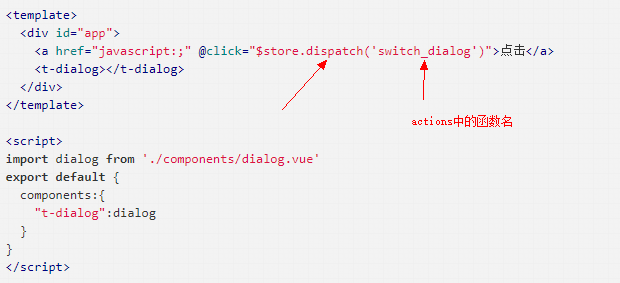 <template>
  <div id="app">
    <a href="javascript:;" @click="$store.dispatch('switch_dialog')">点击</a>
    <t-dialog></t-dialog>
  </div>
</template>
actions中的函数名
<script>
import dialog from './components/dialog.vue'
export default {
  components:{
    "t-dialog":dialog
  }
}
</script>